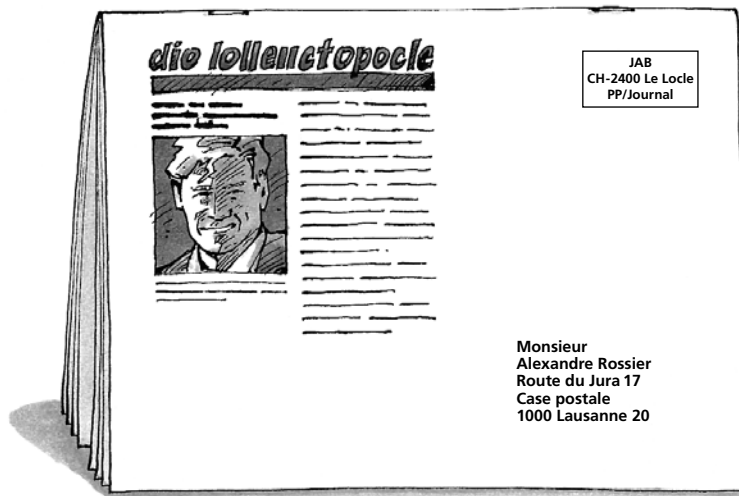 dio lollenctopocle
JAB
CH-2400 Le Locle
PP/Journal
Monsieur
Alexandre Rossier
Route du Jura 17
Case postale
1000 Lausanne 20